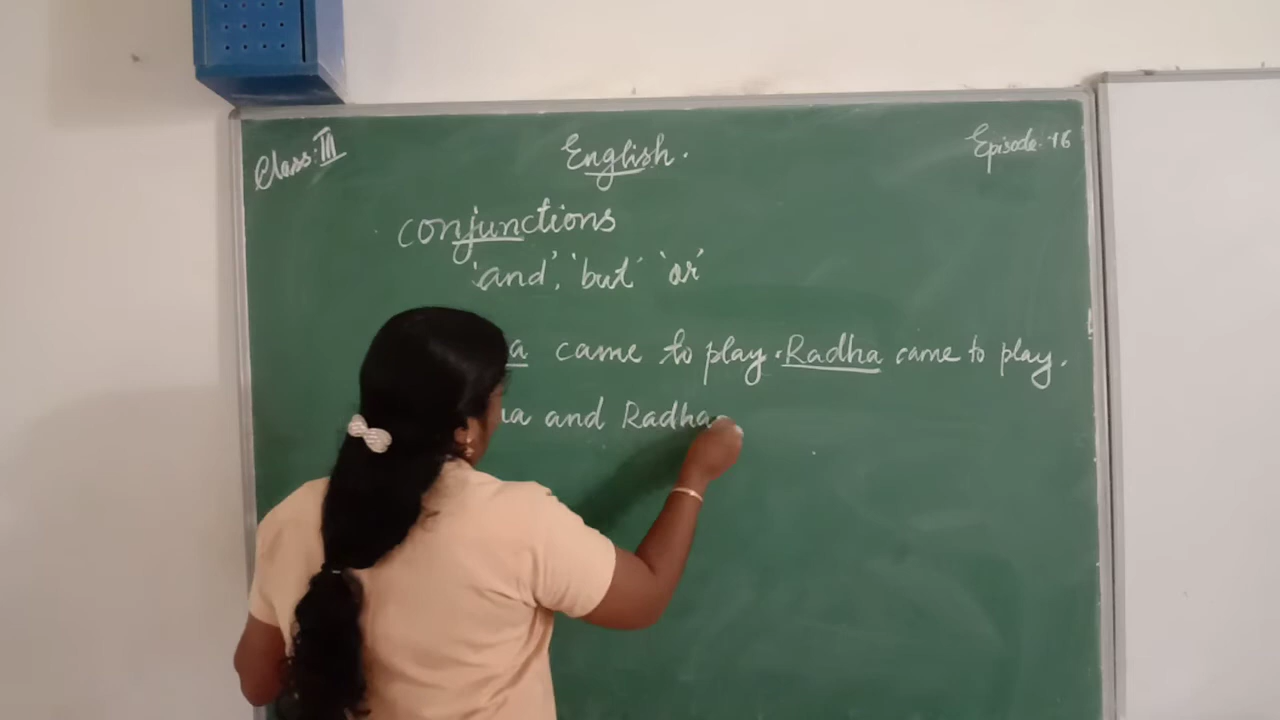 Class: III
English.
Episode-16
conjunctions
'and', 'but' 'or'
came to play. Radha came to play.
and Radha